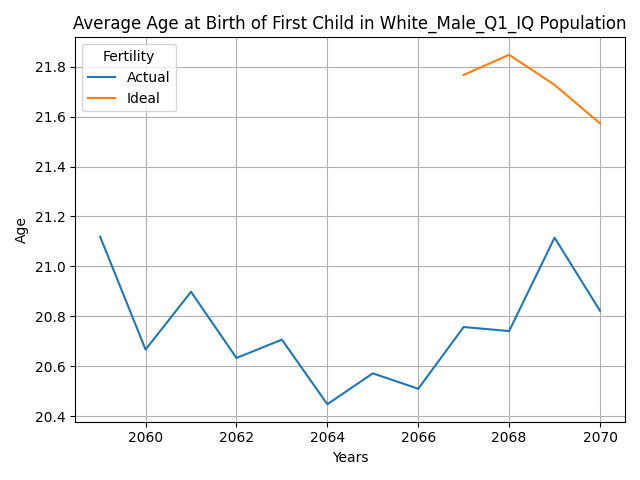 Average Age at Birth of First Child in White_Male_Q1_IQ Population
Fertility
Actual
Ideal
21.8
21.6
21.4
21.2
21.0
20.8
20.6
20.4
Age
2060
2062
2064
2066
2068
2070
Years